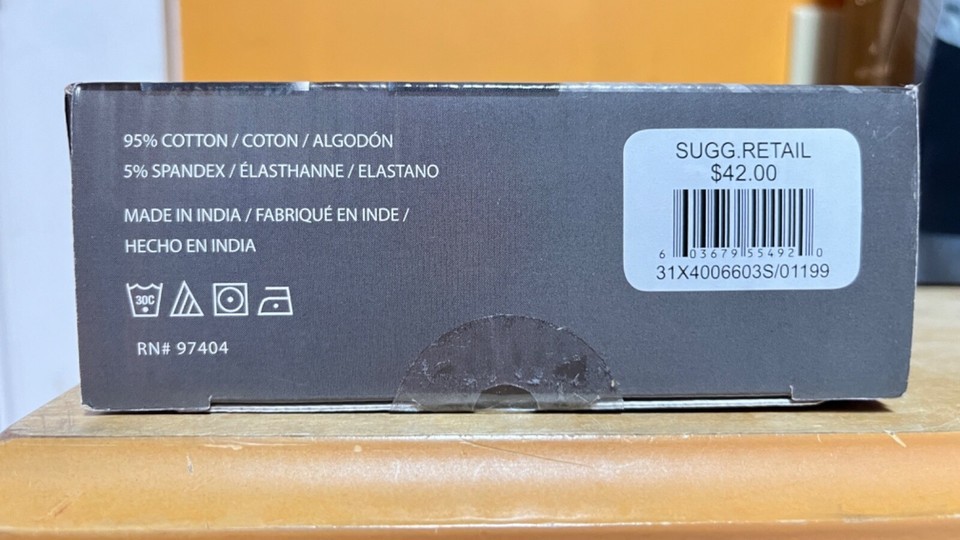 95% COTTON / COTON / ALGODÓN
5% SPANDEX / ÉLASTHANNE / ELASTANO
MADE IN INDIA / FABRIQUÉ EN INDE /
HECHO EN INDIA
30C
RN# 97404
SUGG.RETAIL
$42.00
6 03679 55492 0
31X4006603S/01199